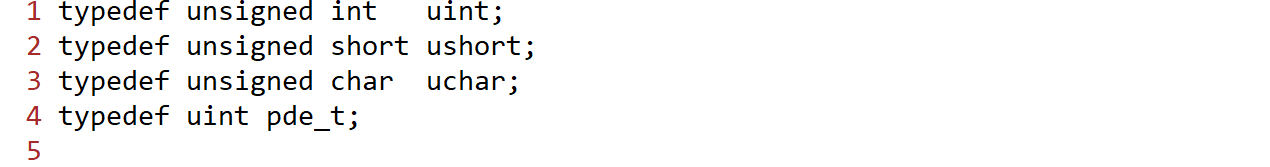 1 typedef unsigned int   uint;
2 typedef unsigned short ushort;
3 typedef unsigned char  uchar;
4 typedef uint pde_t;
5